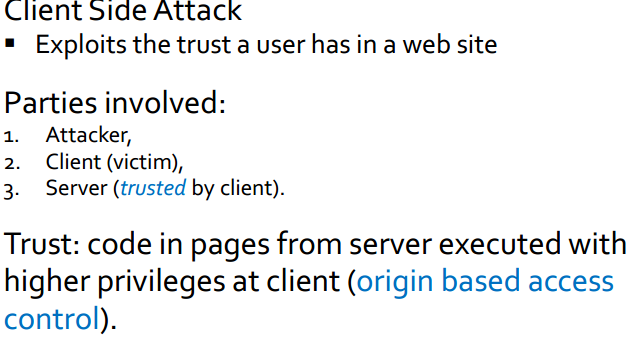 Client Side Attack
▪ Exploits the trust a user has in a web site
Parties involved:
1. Attacker,
2. Client (victim),
3. Server (trusted by client).
Trust: code in pages from server executed with
higher privileges at client (origin based access
control).